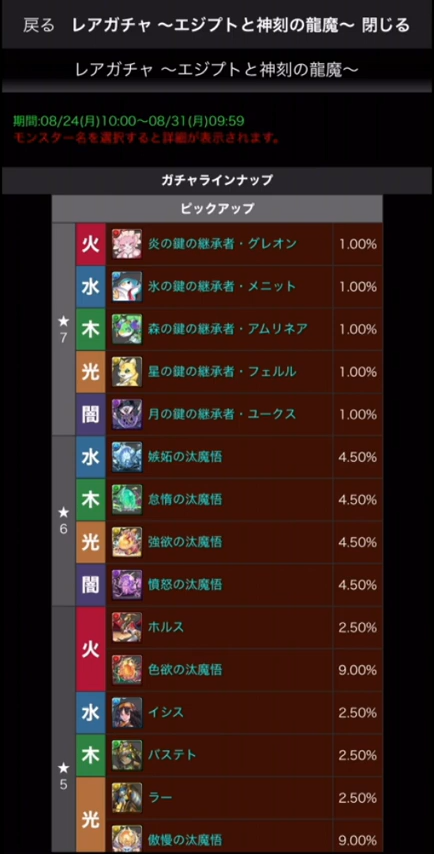 戻る レアガチャ ～エジプトと神刻の龍魔～ 閉じる
レアガチャ ～エジプトと神刻の龍魔～
期間:08/24(月)10:00～08/31(月)09:59
モンスター名を選択すると詳細が表示されます。
ガチャラインナップ
ピックアップ
★7
火 炎の鍵の継承者・グレオン 1.00%
水 氷の鍵の継承者・メニット 1.00%
木 森の鍵の継承者・アムリネア 1.00%
光 星の鍵の継承者・フェルル 1.00%
闇 月の鍵の継承者・ユークス 1.00%
★6
水 嫉妬の汰魔悟 4.50%
木 怠惰の汰魔悟 4.50%
光 強欲の汰魔悟 4.50%
闇 憤怒の汰魔悟 4.50%
★5
火 ホルス 2.50%
色欲の汰魔悟 9.00%
水 イシス 2.50%
木 バステト 2.50%
光 ラー 2.50%
傲慢の汰魔悟 9.00%